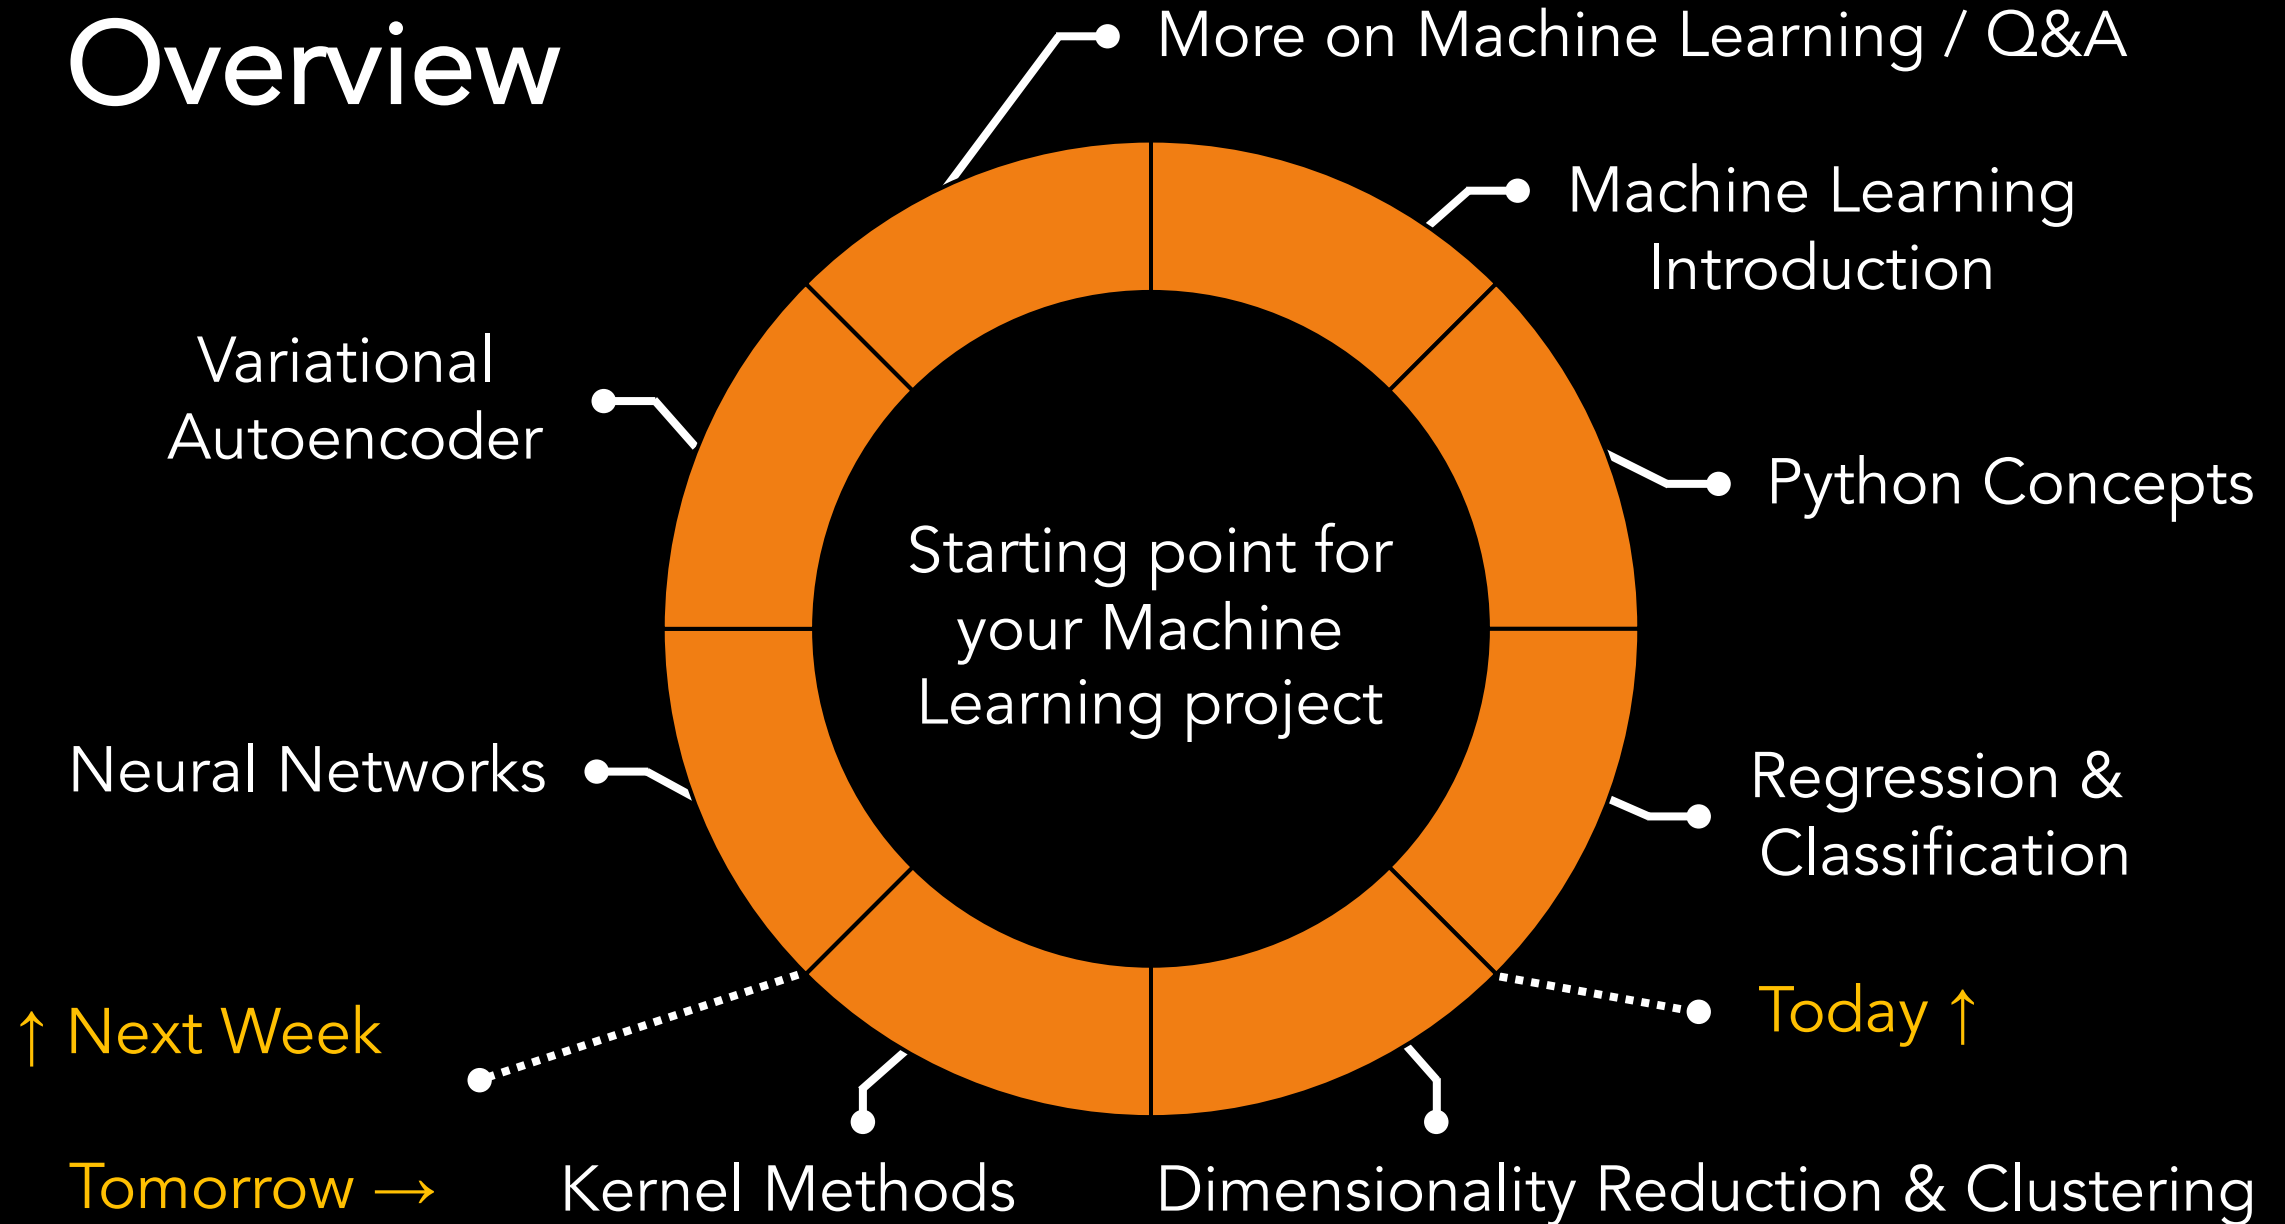 Overview
More on Machine Learning / Q&A
Machine Learning
Introduction
Variational
Autoencoder
Python Concepts
Starting point for
your Machine
Learning project
Neural Networks
Regression &
Classification
↑ Next Week
Today ↑
Tomorrow →
Kernel Methods
Dimensionality Reduction & Clustering